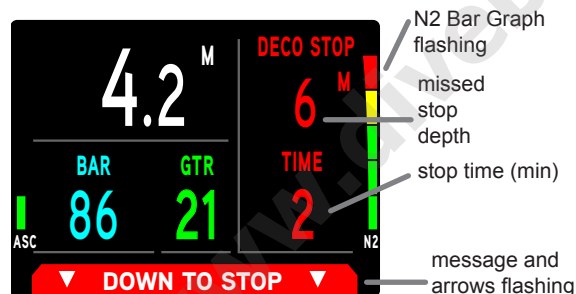 4.2 M
DECO STOP
6 M
BAR
86
GTR
21
TIME
2
ASC
N2
DOWN TO STOP
N2 Bar Graph
flashing
missed
stop
depth
stop time (min)
message and
arrows flashing